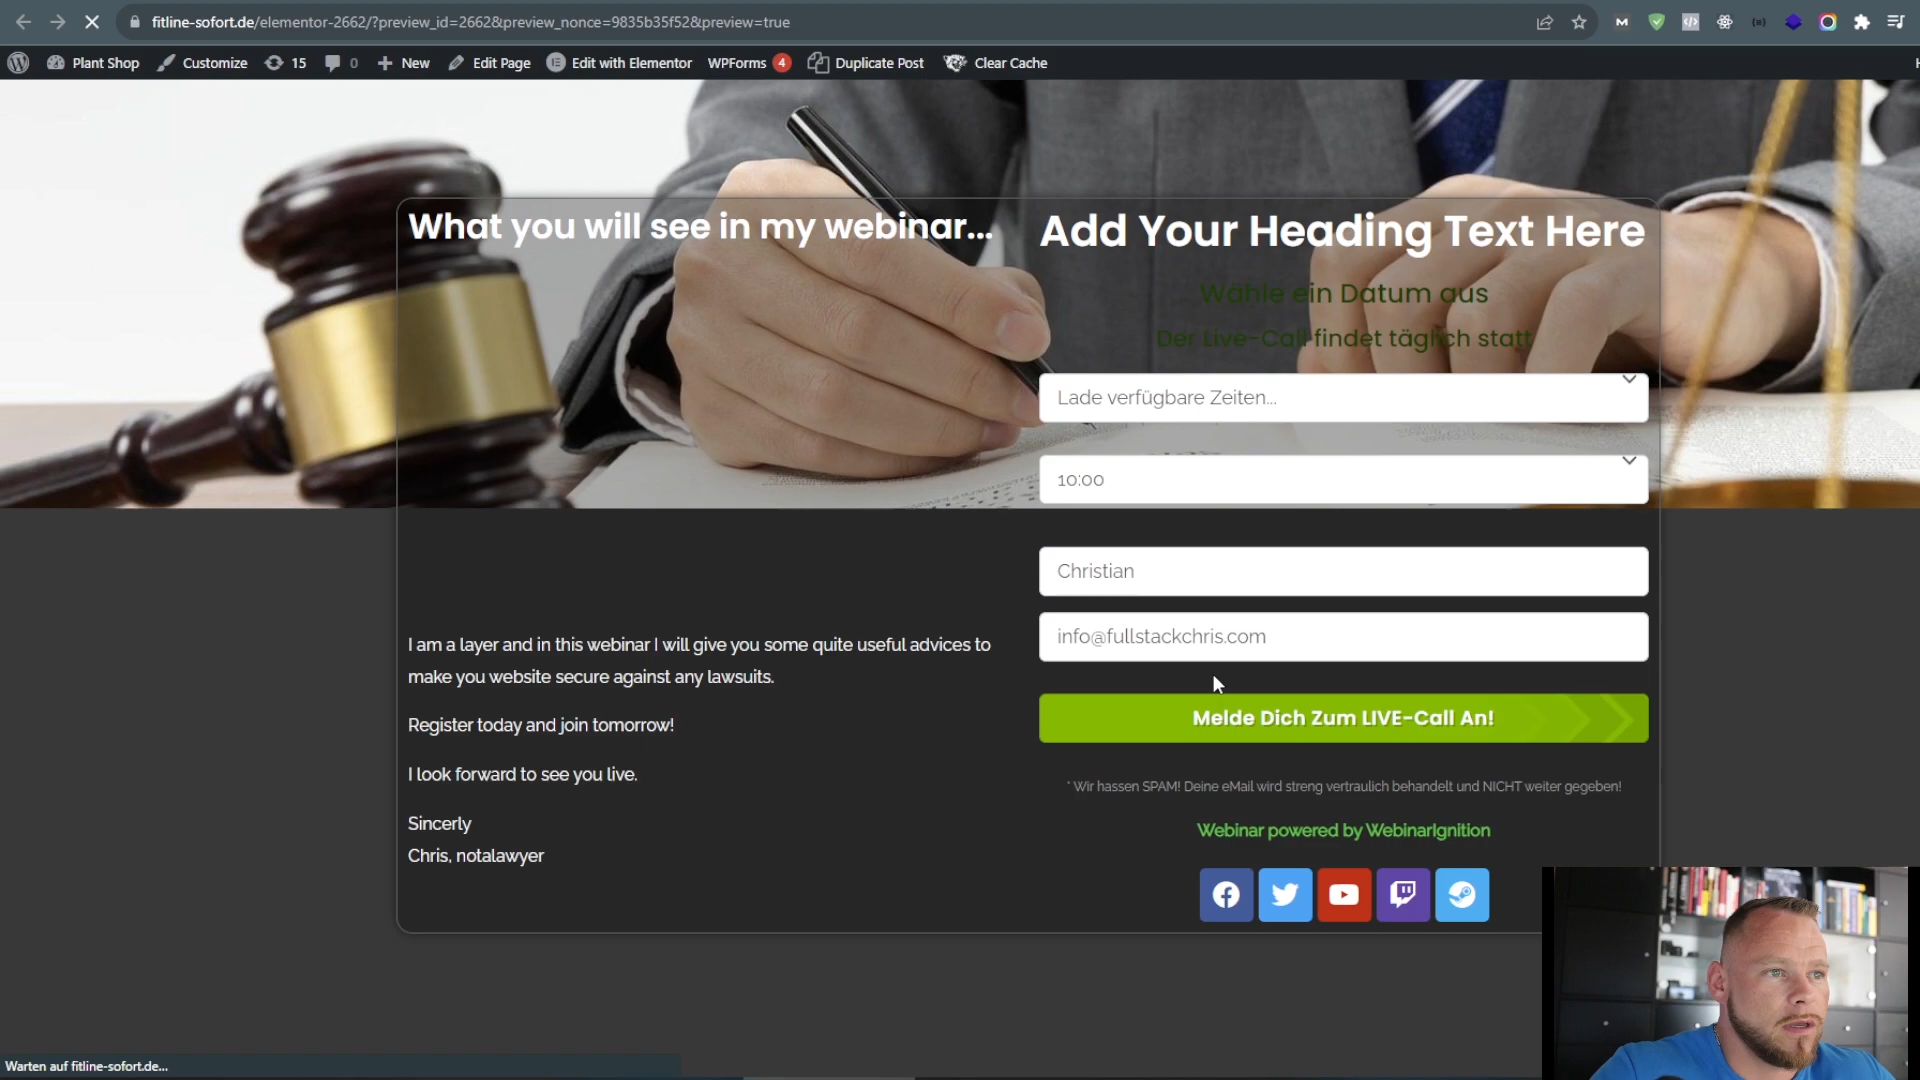 fitline-sofort.de/elementor-2662/?preview_id=2662&preview_nonce=9835b35f52&preview=true
Plant Shop Customize 15 0 New Edit Page Edit with Elementor WPForms 4 Duplicate Post Clear Cache
What you will see in my webinar...
I am a layer and in this webinar I will give you some quite useful advices to
make you website secure against any lawsuits.
Register today and join tomorrow!
I look forward to see you live.
Sincerly
Chris, notalawyer
Add Your Heading Text Here
Wähle ein Datum aus
Der Live-Call findet täglich statt
Lade verfügbare Zeiten...
10:00
Christian
info@fullstackchris.com
Melde Dich Zum LIVE-Call An!
* Wir hassen SPAM! Deine eMail wird streng vertraulich behandelt und NICHT weiter gegeben!
Webinar powered by WebinarIgnition
Warten auf fitline-sofort.de...